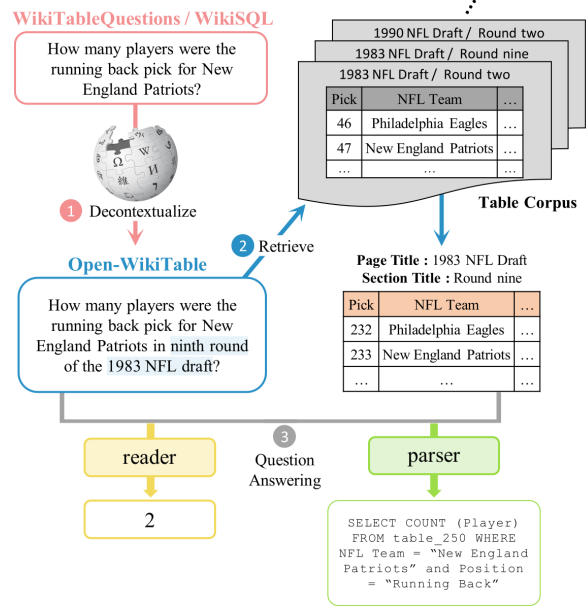 WikiTableQuestions / WikiSQL
How many players were the
running back pick for New
England Patriots?
Ω
W
И
維
7
1 Decontextualize
Open-WikiTable
How many players were the
running back pick for New
England Patriots in ninth round
of the 1983 NFL draft?
2 Retrieve
1990 NFL Draft / Round two
1983 NFL Draft / Round nine
1983 NFL Draft / Round two
Pick NFL Team ...
46 Philadelphia Eagles ...
47 New England Patriots ...
... ...
Table Corpus
Page Title : 1983 NFL Draft
Section Title : Round nine
Pick NFL Team ...
232 Philadelphia Eagles ...
233 New England Patriots ...
... ... ...
3
Question
Answering
reader
2
parser
SELECT COUNT (Player)
FROM table_250 WHERE
NFL Team = “New England
Patriots” and Position
= “Running Back”